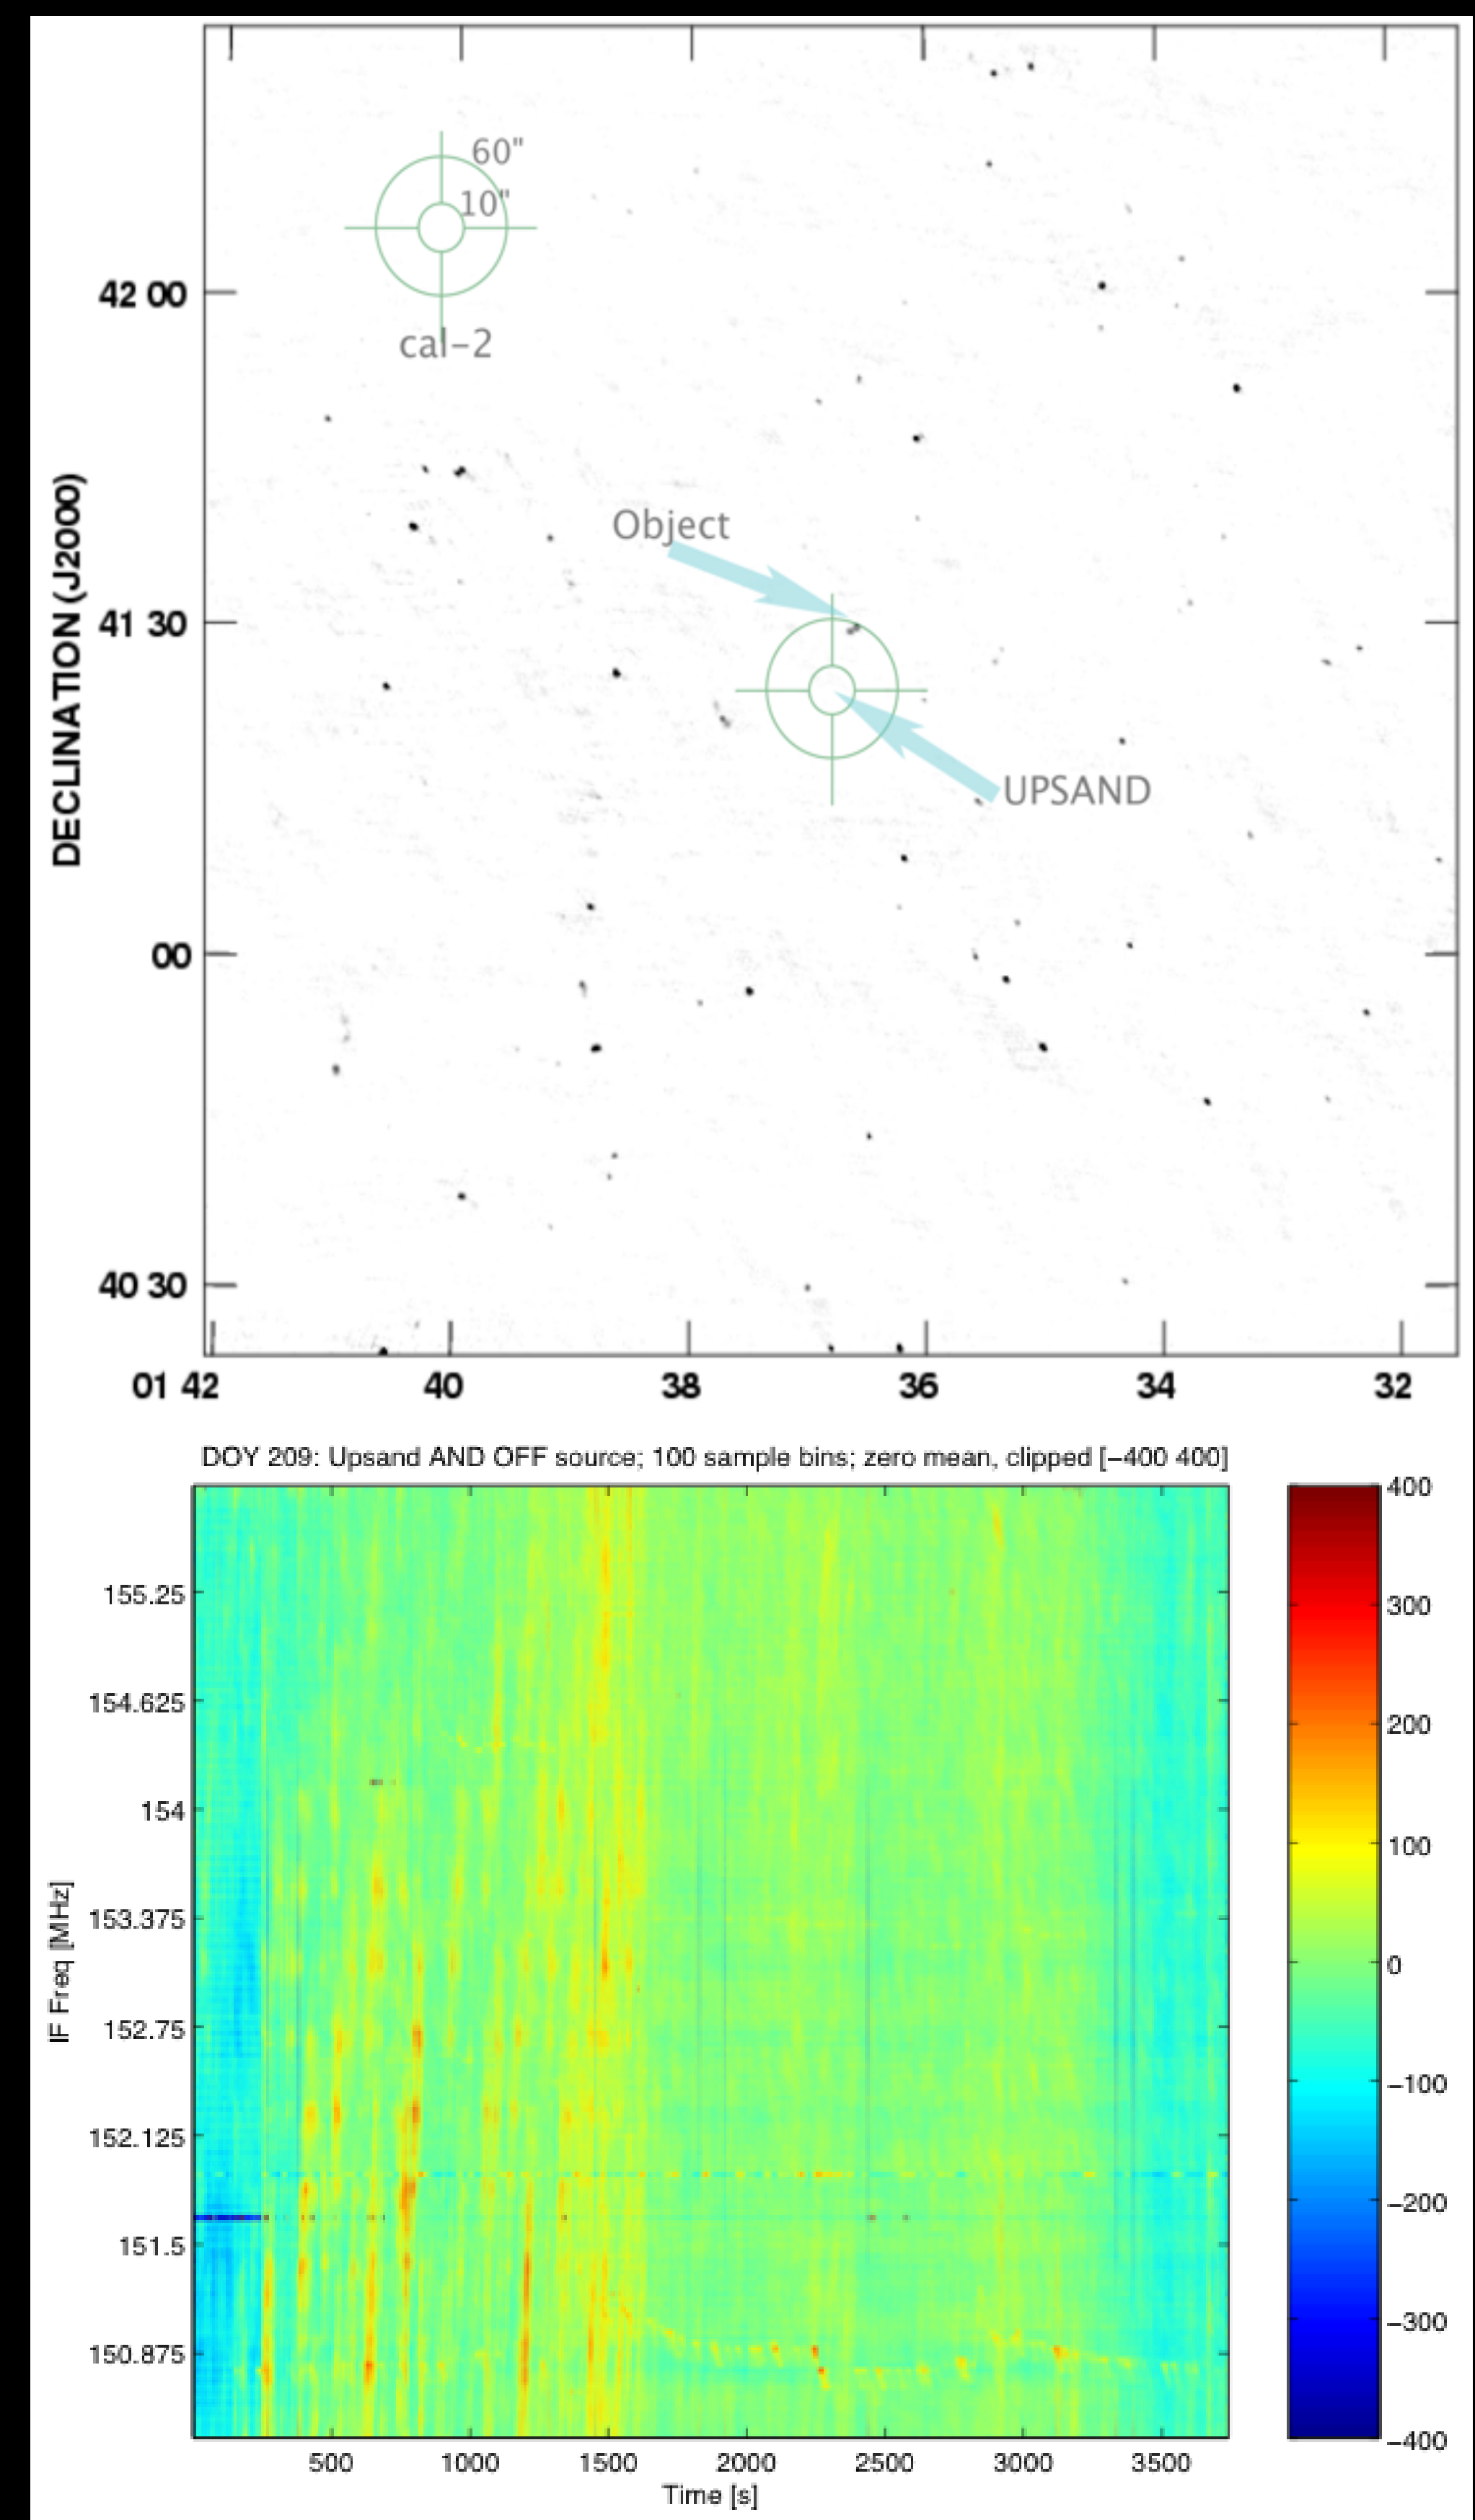 60"
10"
cal-2
42 00
Object
41 30
UPSAND
DECLINATION (J2000)
00
40 30
01 42 40 38 36 34 32
DOY 209: Upsand AND OFF source; 100 sample bins; zero mean, clipped [-400 400]
155.25
154.625
154
153.375
152.75
152.125
151.5
150.875
IF Freq [MHz]
500 1000 1500 2000 2500 3000 3500
Time [s]
400
300
200
100
0
-100
-200
-300
-400